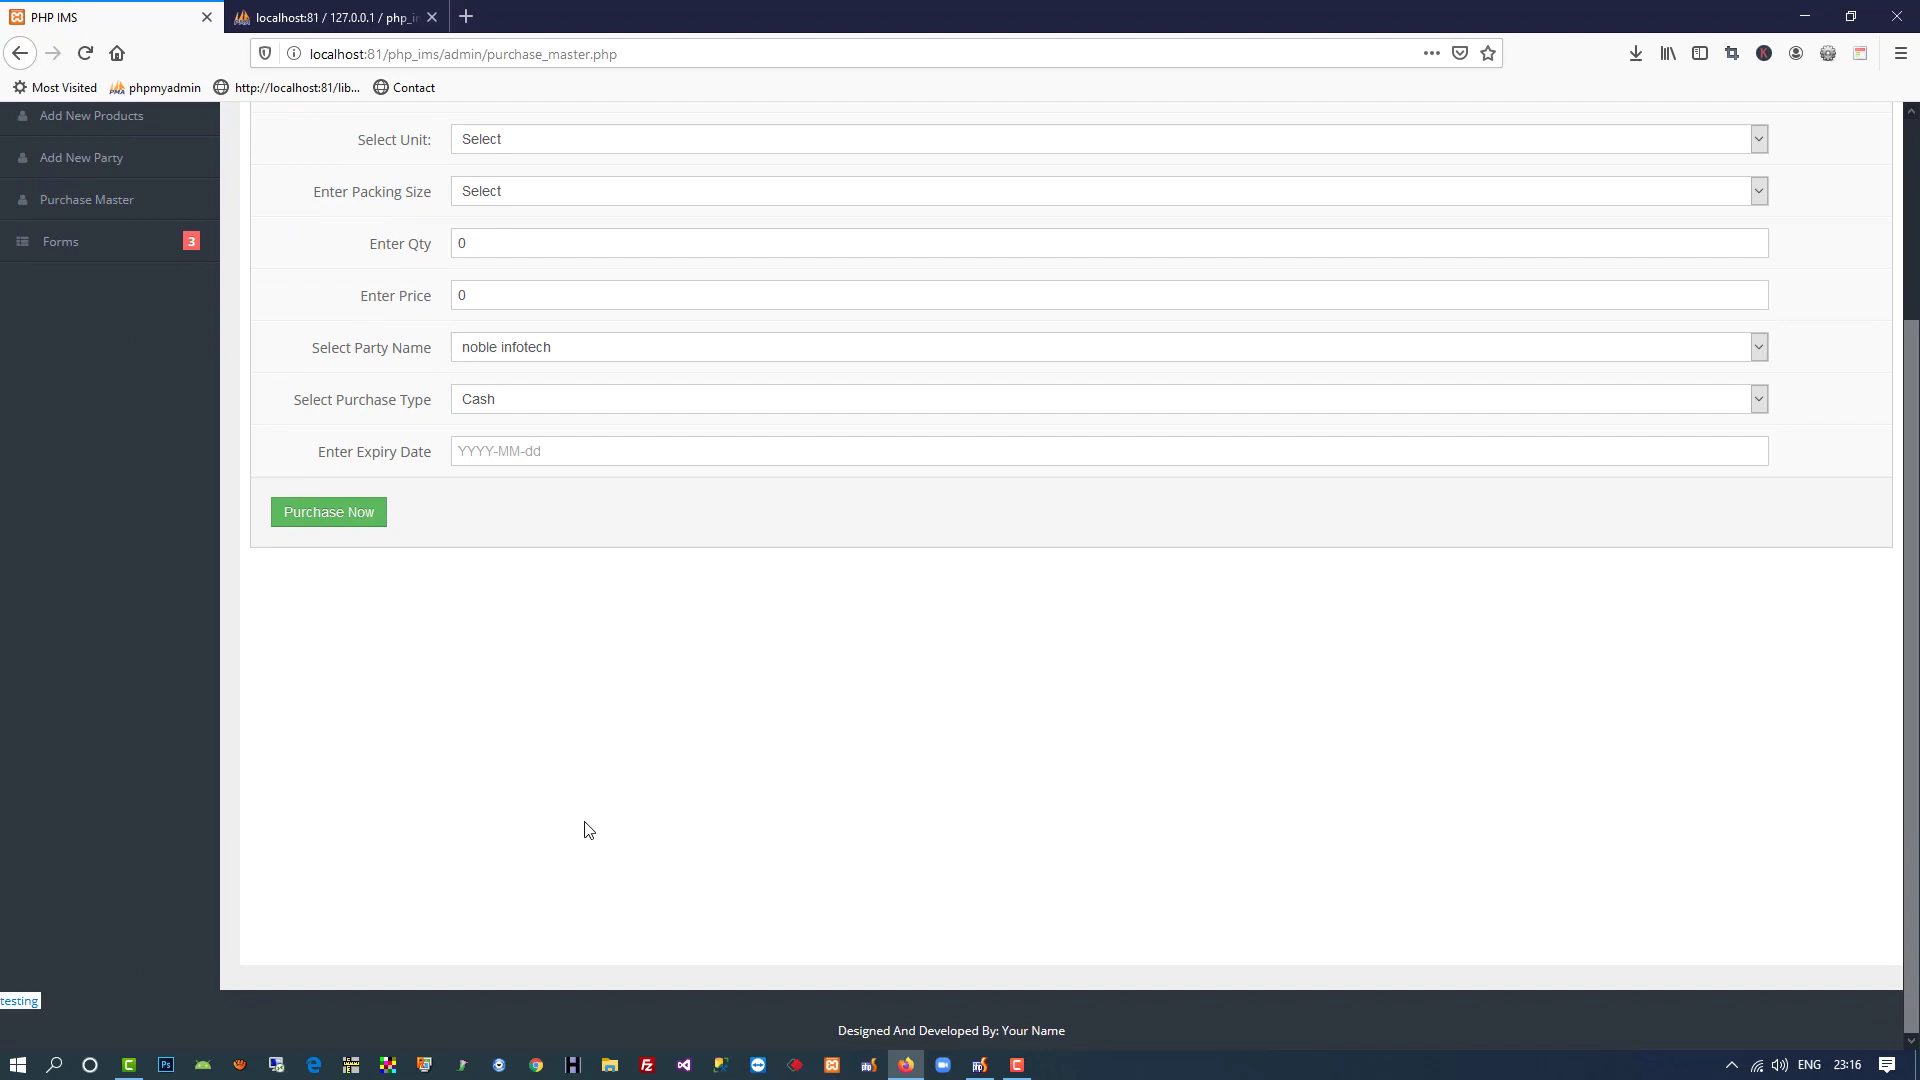 PHP IMS
localhost:81 / 127.0.0.1 / php_i
localhost:81/php_ims/admin/purchase_master.php
Most Visited phpmyadmin http://localhost:81/lib... Contact
Add New Products
Select Unit: Select
Add New Party
Enter Packing Size Select
Purchase Master
Enter Qty 0
Forms 3
Enter Price 0
Select Party Name noble infotech
Select Purchase Type Cash
Enter Expiry Date YYYY-MM-dd
Purchase Now
testing
Designed And Developed By: Your Name
ENG 23:16